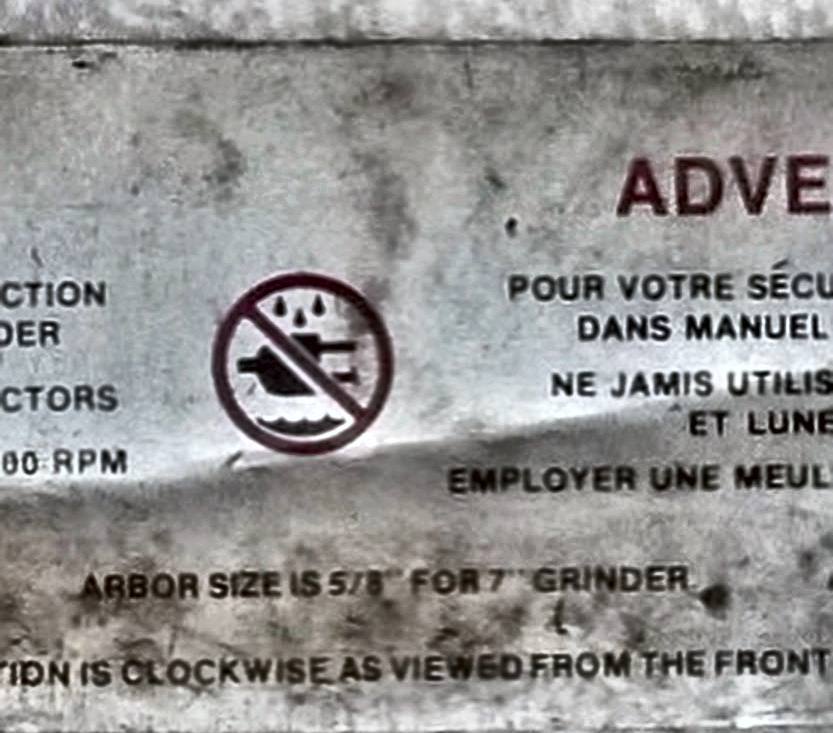 ADVE
CTION
DER
CTORS
00 RPM
POUR VOTRE SÉCU
DANS MANUEL
NE JAMIS UTILIS
ET LUNE
EMPLOYER UNE MEUL
ARBOR SIZE IS 5/8" FOR 7" GRINDER
TION IS CLOCKWISE AS VIEWED FROM THE FRONT